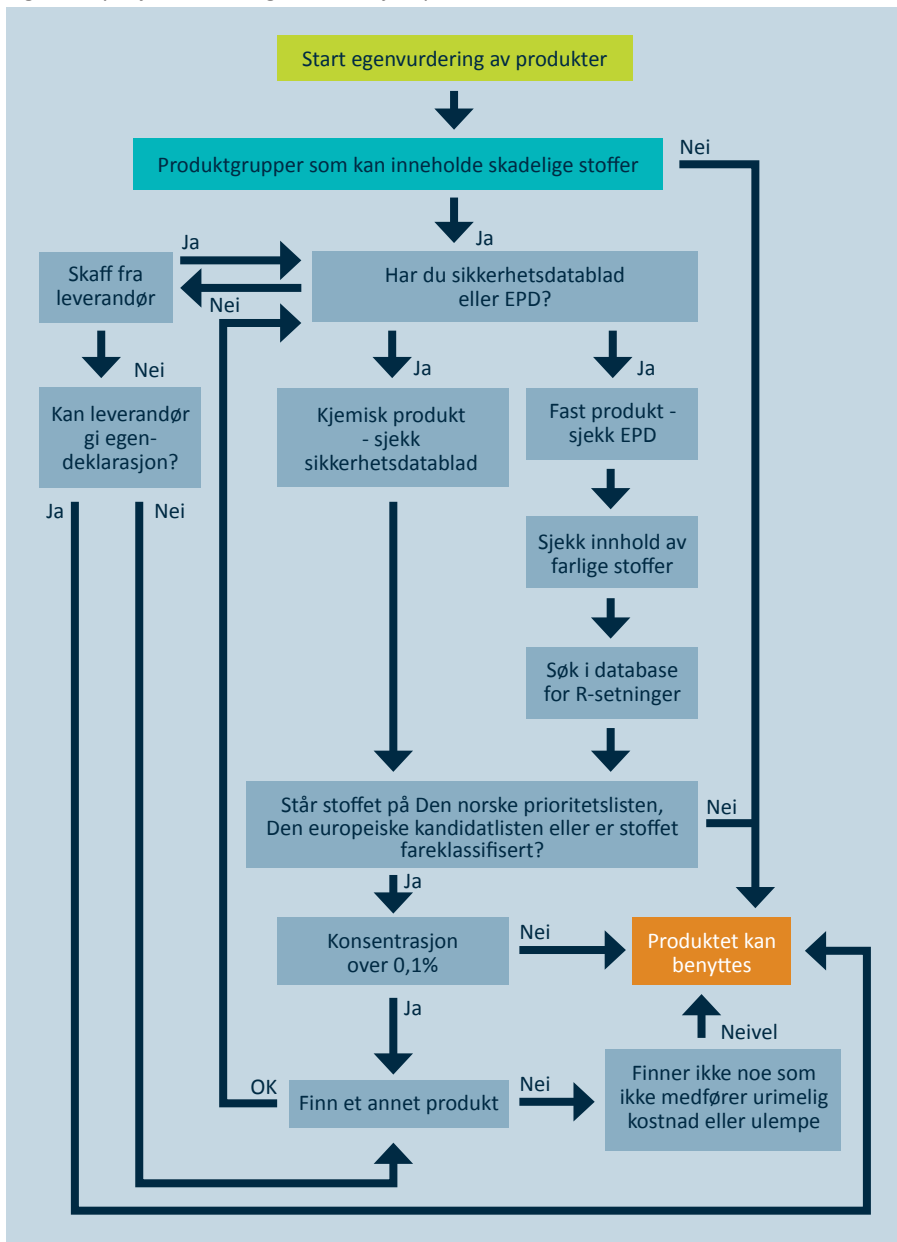 Start egenvurdering av produkter
Nei
Produktgrupper som kan inneholde skadelige stoffer
Ja
Ja
Skaff fra
leverandør
Har du sikkerhetsdatablad
eller EPD?
Nei
Nei
Ja
Ja
Kan leverandør
gi egen-
deklarasjon?
Kjemisk produkt
- sjekk
sikkerhetsdatablad
Fast produkt -
sjekk EPD
Ja
Nei
Sjekk innhold av
farlige stoffer
Søk i database
for R-setninger
Står stoffet på Den norske prioritetslisten,
Den europeiske kandidatlisten eller er stoffet
fareklassifisert?
Nei
Ja
Konsentrasjon
over 0,1%
Nei
Produktet kan
benyttes
Ja
Neivel
OK
Finn et annet produkt
Nei
Finner ikke noe som
ikke medfører urimelig
kostnad eller ulempe